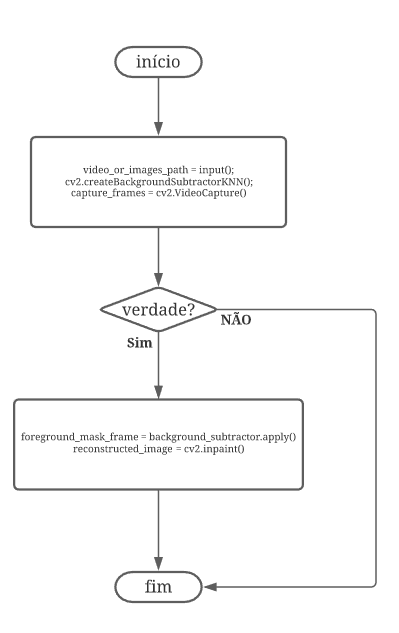 início
video_or_images_path = input();
cv2.createBackgroundSubtractorKNN();
capture_frames = cv2.VideoCapture()
verdade?
NÃO
Sim
foreground_mask_frame = background_subtractor.apply()
reconstructed_image = cv2.inpaint()
fim